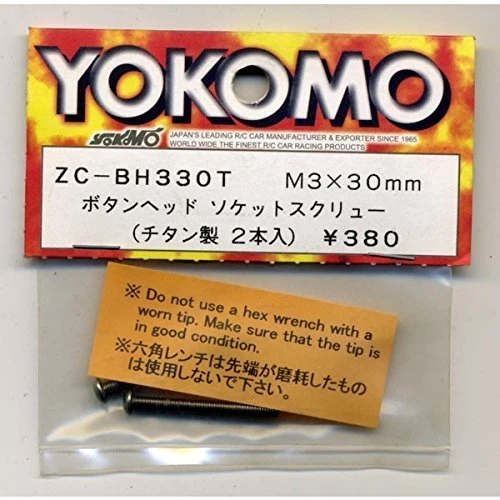 YOKOMO
YOKOMO JAPAN'S LEADING R/C CAR MANUFACTURER & EXPORTER SINCE 1965
WORLD WIDE THE FINEST R/C CAR RACING PRODUCTS
ZC-BH330T M3×30mm
ボタンヘッド ソケットスクリュー
(チタン製 2本入) ¥380
※ Do not use a hex wrench with a
worn tip. Make sure that the tip is
in good condition.
※六角レンチは先端が磨耗したもの
は使用しないで下さい。